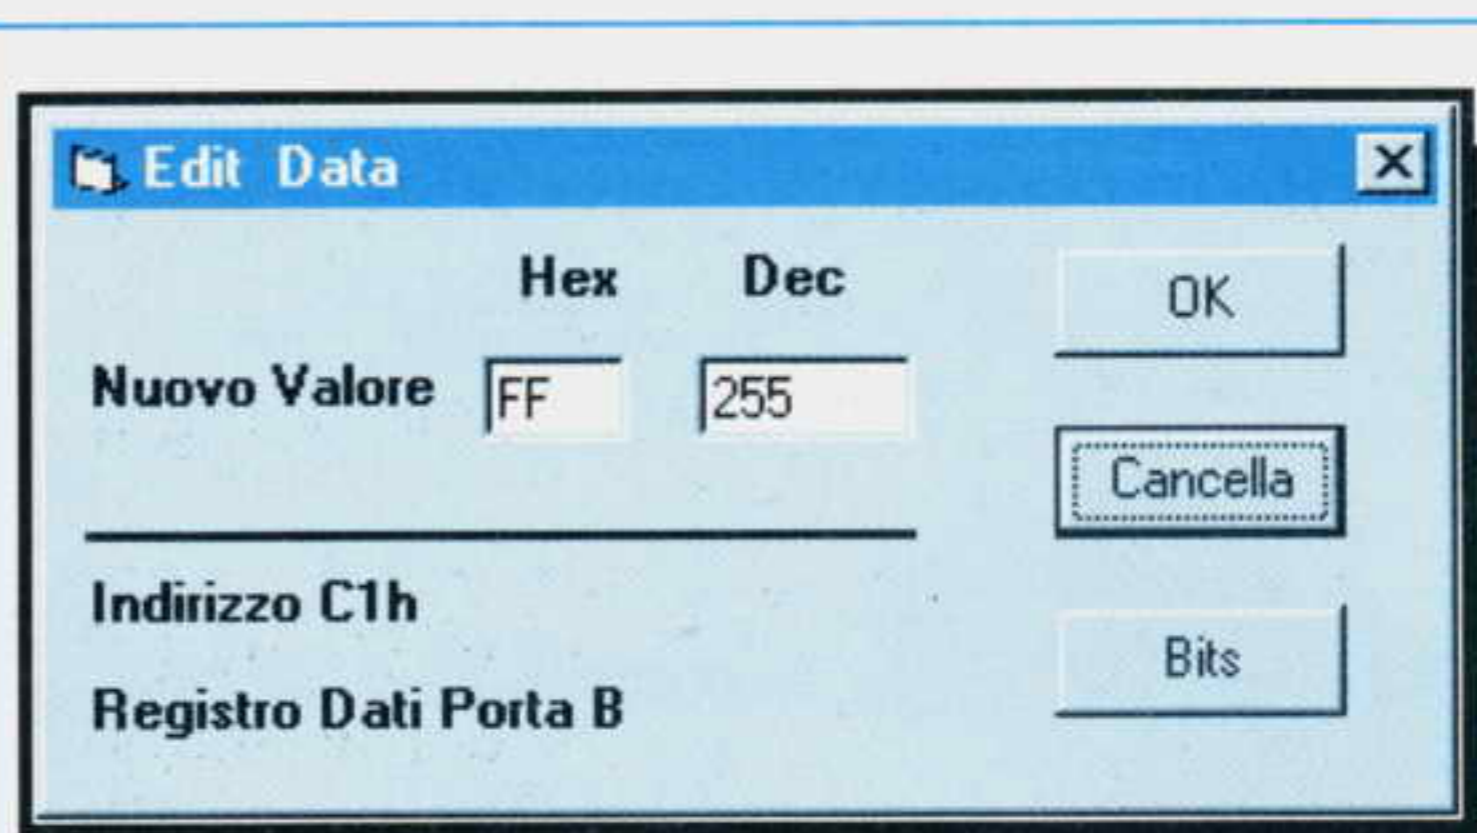 Edit Data
Hex Dec
OK
Nuovo Valore FF 255
Cancella
Indirizzo C1h
Bits
Registro Dati Porta B